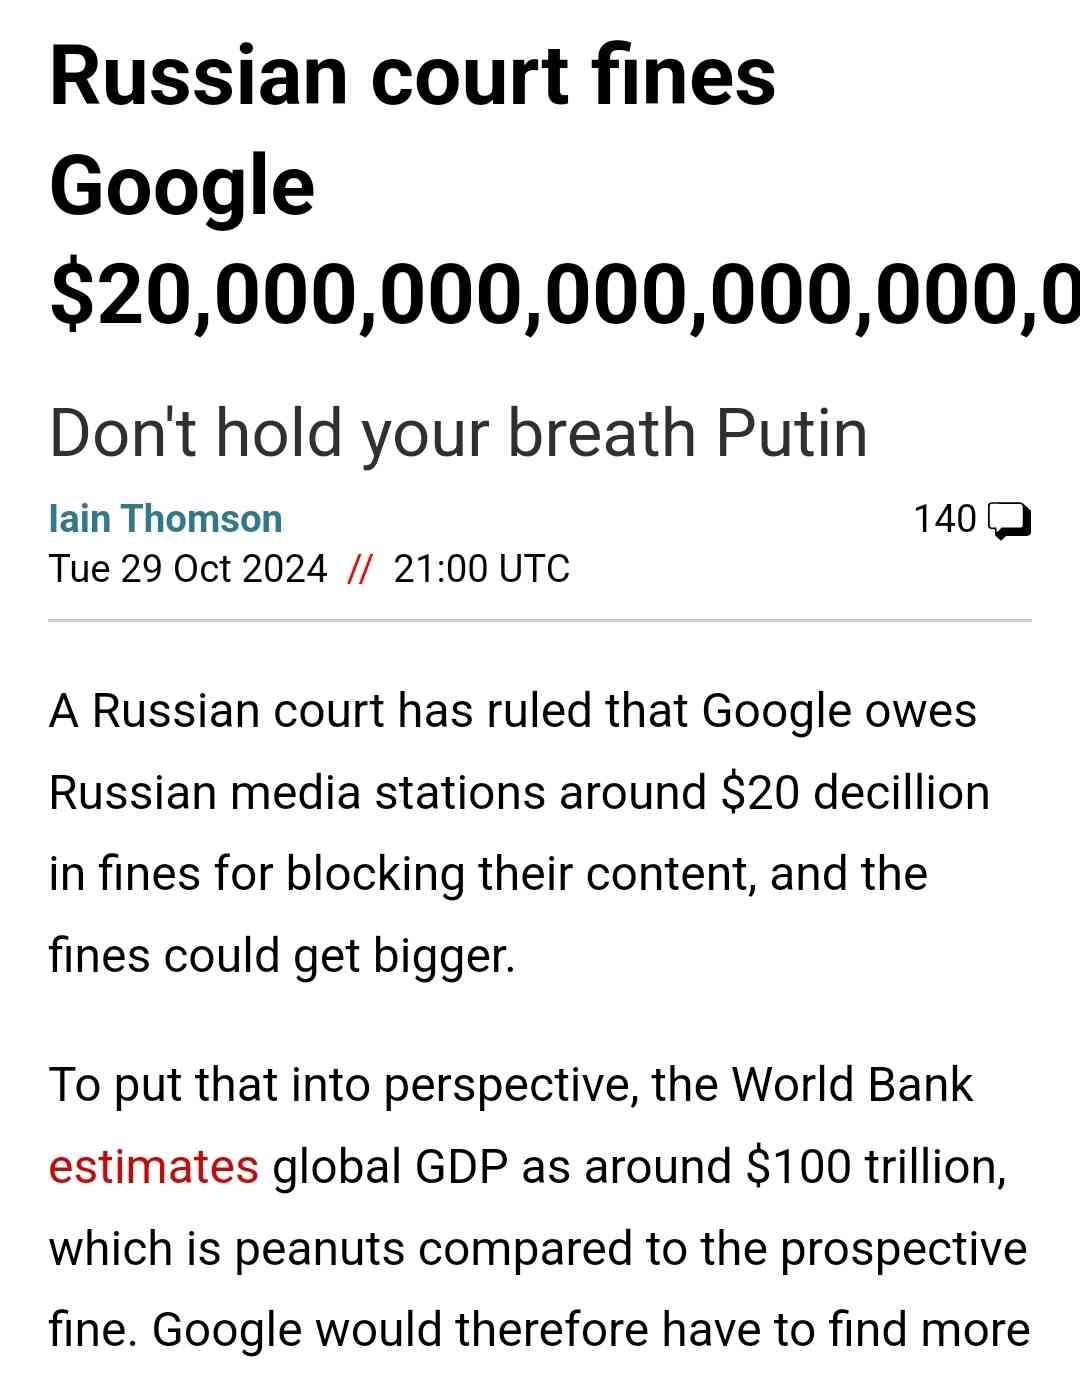 Russian court fines
Google
$20,000,000,000,000,000,0
Don't hold your breath Putin
Iain Thomson
140
Tue 29 Oct 2024 // 21:00 UTC
A Russian court has ruled that Google owes
Russian media stations around $20 decillion
in fines for blocking their content, and the
fines could get bigger.
To put that into perspective, the World Bank
estimates global GDP as around $100 trillion,
which is peanuts compared to the prospective
fine. Google would therefore have to find more